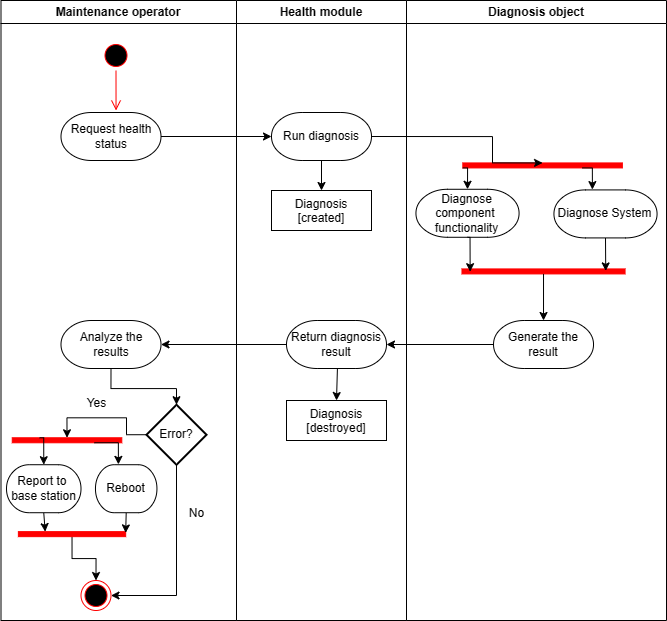 Maintenance operator
Health module
Diagnosis object
Request health
status
Run diagnosis
Diagnosis
[created]
Diagnose
component
functionality
Diagnose System
Analyze the
results
Return diagnosis
result
Generate the
result
Diagnosis
[destroyed]
Yes
Error?
Report to
base station
Reboot
No